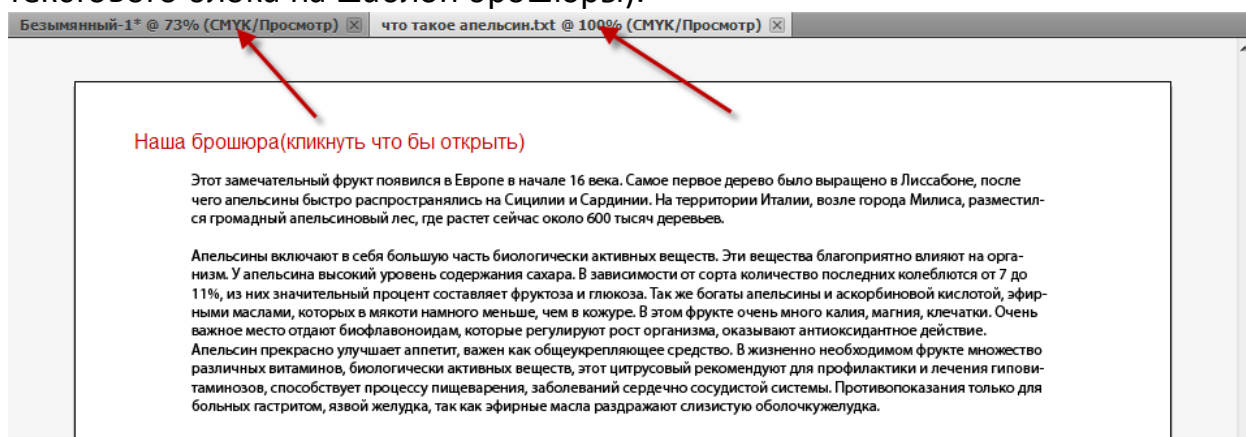 текстового блока на шаблон брошюры).
Безымянный-1* @ 73% (CMYK/Просмотр) что такое апельсин.txt @ 100% (CMYK/Просмотр)
Наша брошюра(кликнуть что бы открыть)
Этот замечательный фрукт появился в Европе в начале 16 века. Самое первое дерево было выращено в Лиссабоне, после
чего апельсины быстро распространялись на Сицилии и Сардинии. На территории Италии, возле города Милиса, разместил-
ся громадный апельсиновый лес, где растет сейчас около 600 тысяч деревьев.
Апельсины включают в себя большую часть биологически активных веществ. Эти вещества благоприятно влияют на орга-
низм. У апельсина высокий уровень содержания сахара. В зависимости от сорта количество последних колеблются от 7 до
11%, из них значительный процент составляет фруктоза и глюкоза. Так же богаты апельсины и аскорбиновой кислотой, эфир-
ными маслами, которых в мякоти намного меньше, чем в кожуре. В этом фрукте очень много калия, магния, клечатки. Очень
важное место отдают биофлавоноидам, которые регулируют рост организма, оказывают антиоксидантное действие.
Апельсин прекрасно улучшает аппетит, важен как общеукрепляющее средство. В жизненно необходимом фрукте множество
различных витаминов, биологически активных веществ, этот цитрусовый рекомендуют для профилактики и лечения гипови-
таминозов, способствует процессу пищеварения, заболеваний сердечно сосудистой системы. Противопоказания только для
больных гастритом, язвой желудка, так как эфирные масла раздражают слизистую оболочкужелудка.